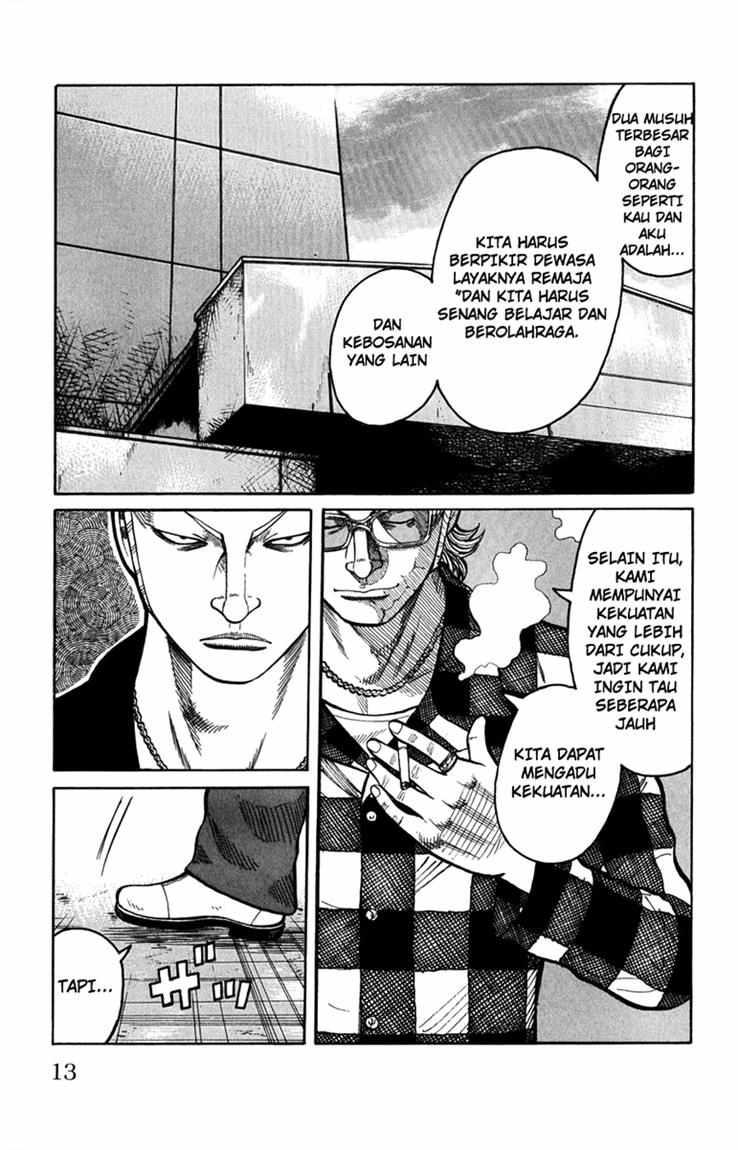 DUA MUSUH
TERBESAR
BAGI
ORANG-
ORANG
SEPERTI
KAU DAN
AKU
ADALAH...
KITA HARUS
BERPIKIR DEWASA
LAYAKNYA REMAJA
"DAN KITA HARUS
SENANG BELAJAR DAN
BEROLAHRAGA.
DAN
KEBOSANAN
YANG LAIN
SELAIN ITU,
KAMI
MEMPUNYAI
KEKUATAN
YANG LEBIH
DARI CUKUP,
JADI KAMI
INGIN TAU
SEBERAPA
JAUH
KITA DAPAT
MENGADU
KEKUATAN...
TAPI...
ザッ
13